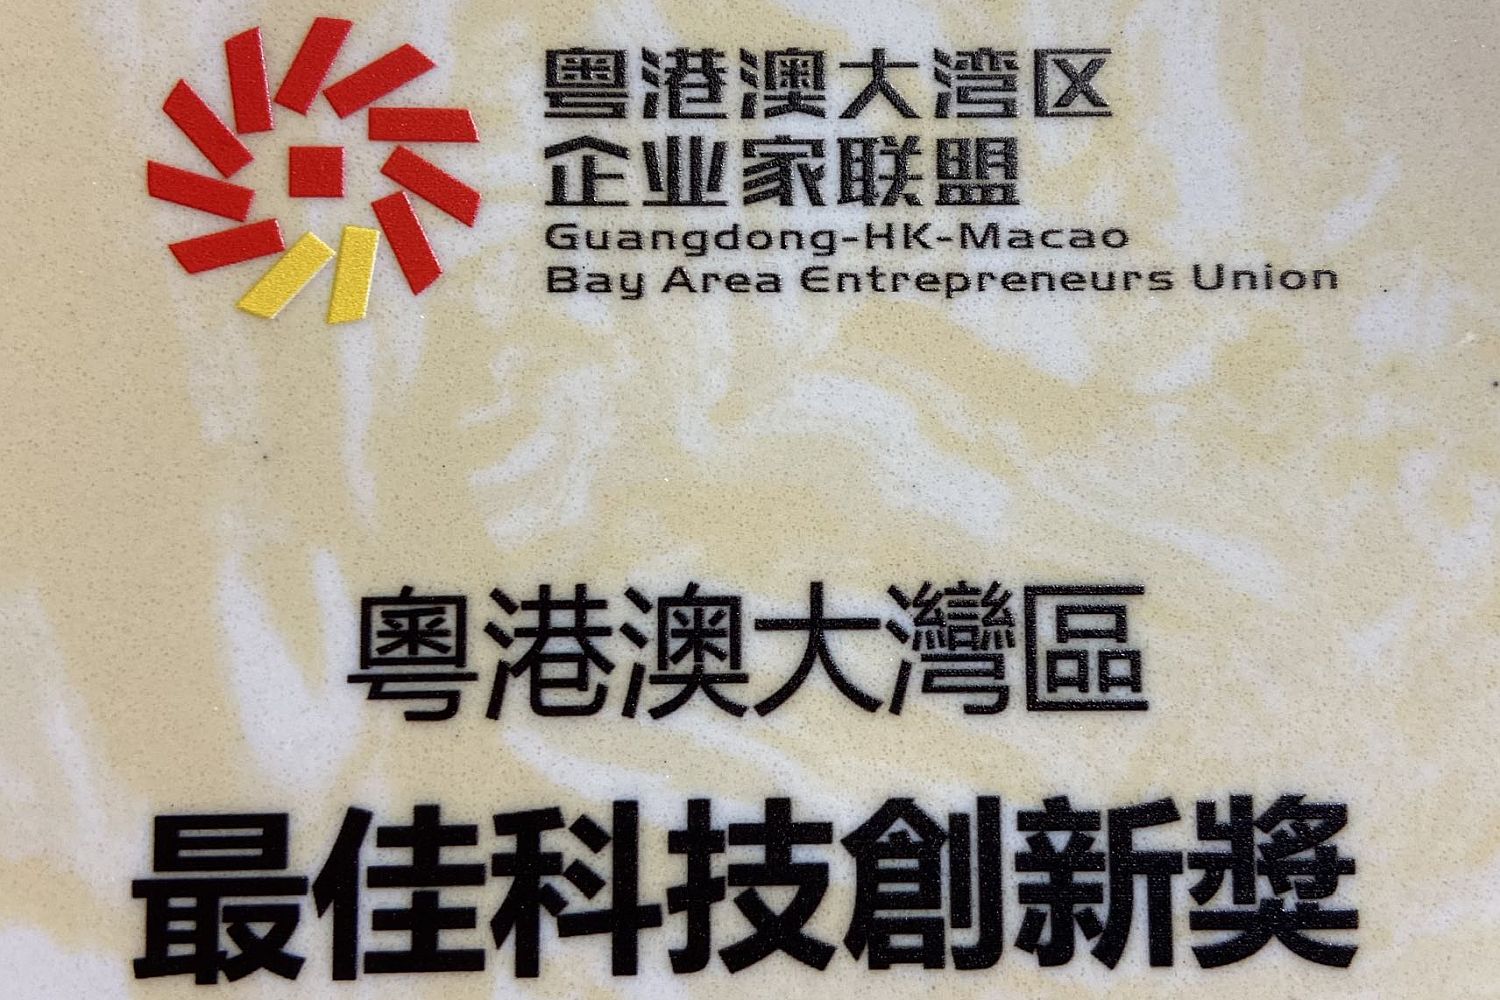 粤港澳大湾区
企业家联盟
Guangdong-HK-Macao
Bay Area Entrepreneurs Union
粵港澳大灣區
最佳科技創新獎